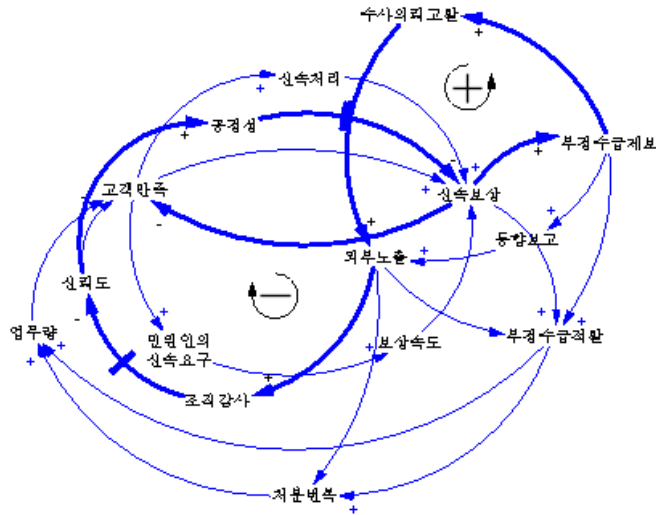 수사의뢰고발
+
신속처리
+
공정성
+
+
부정수급제보
+
-
+
+
고객만족
-
+
신속보상
-
+
동향보고
+
+
+
외부노출
신뢰도
-
업무량
+
+
+
민원인의
신속요구
+
보상속도
+
+
부정수급적발
+
+
조직감사
처분번복
+